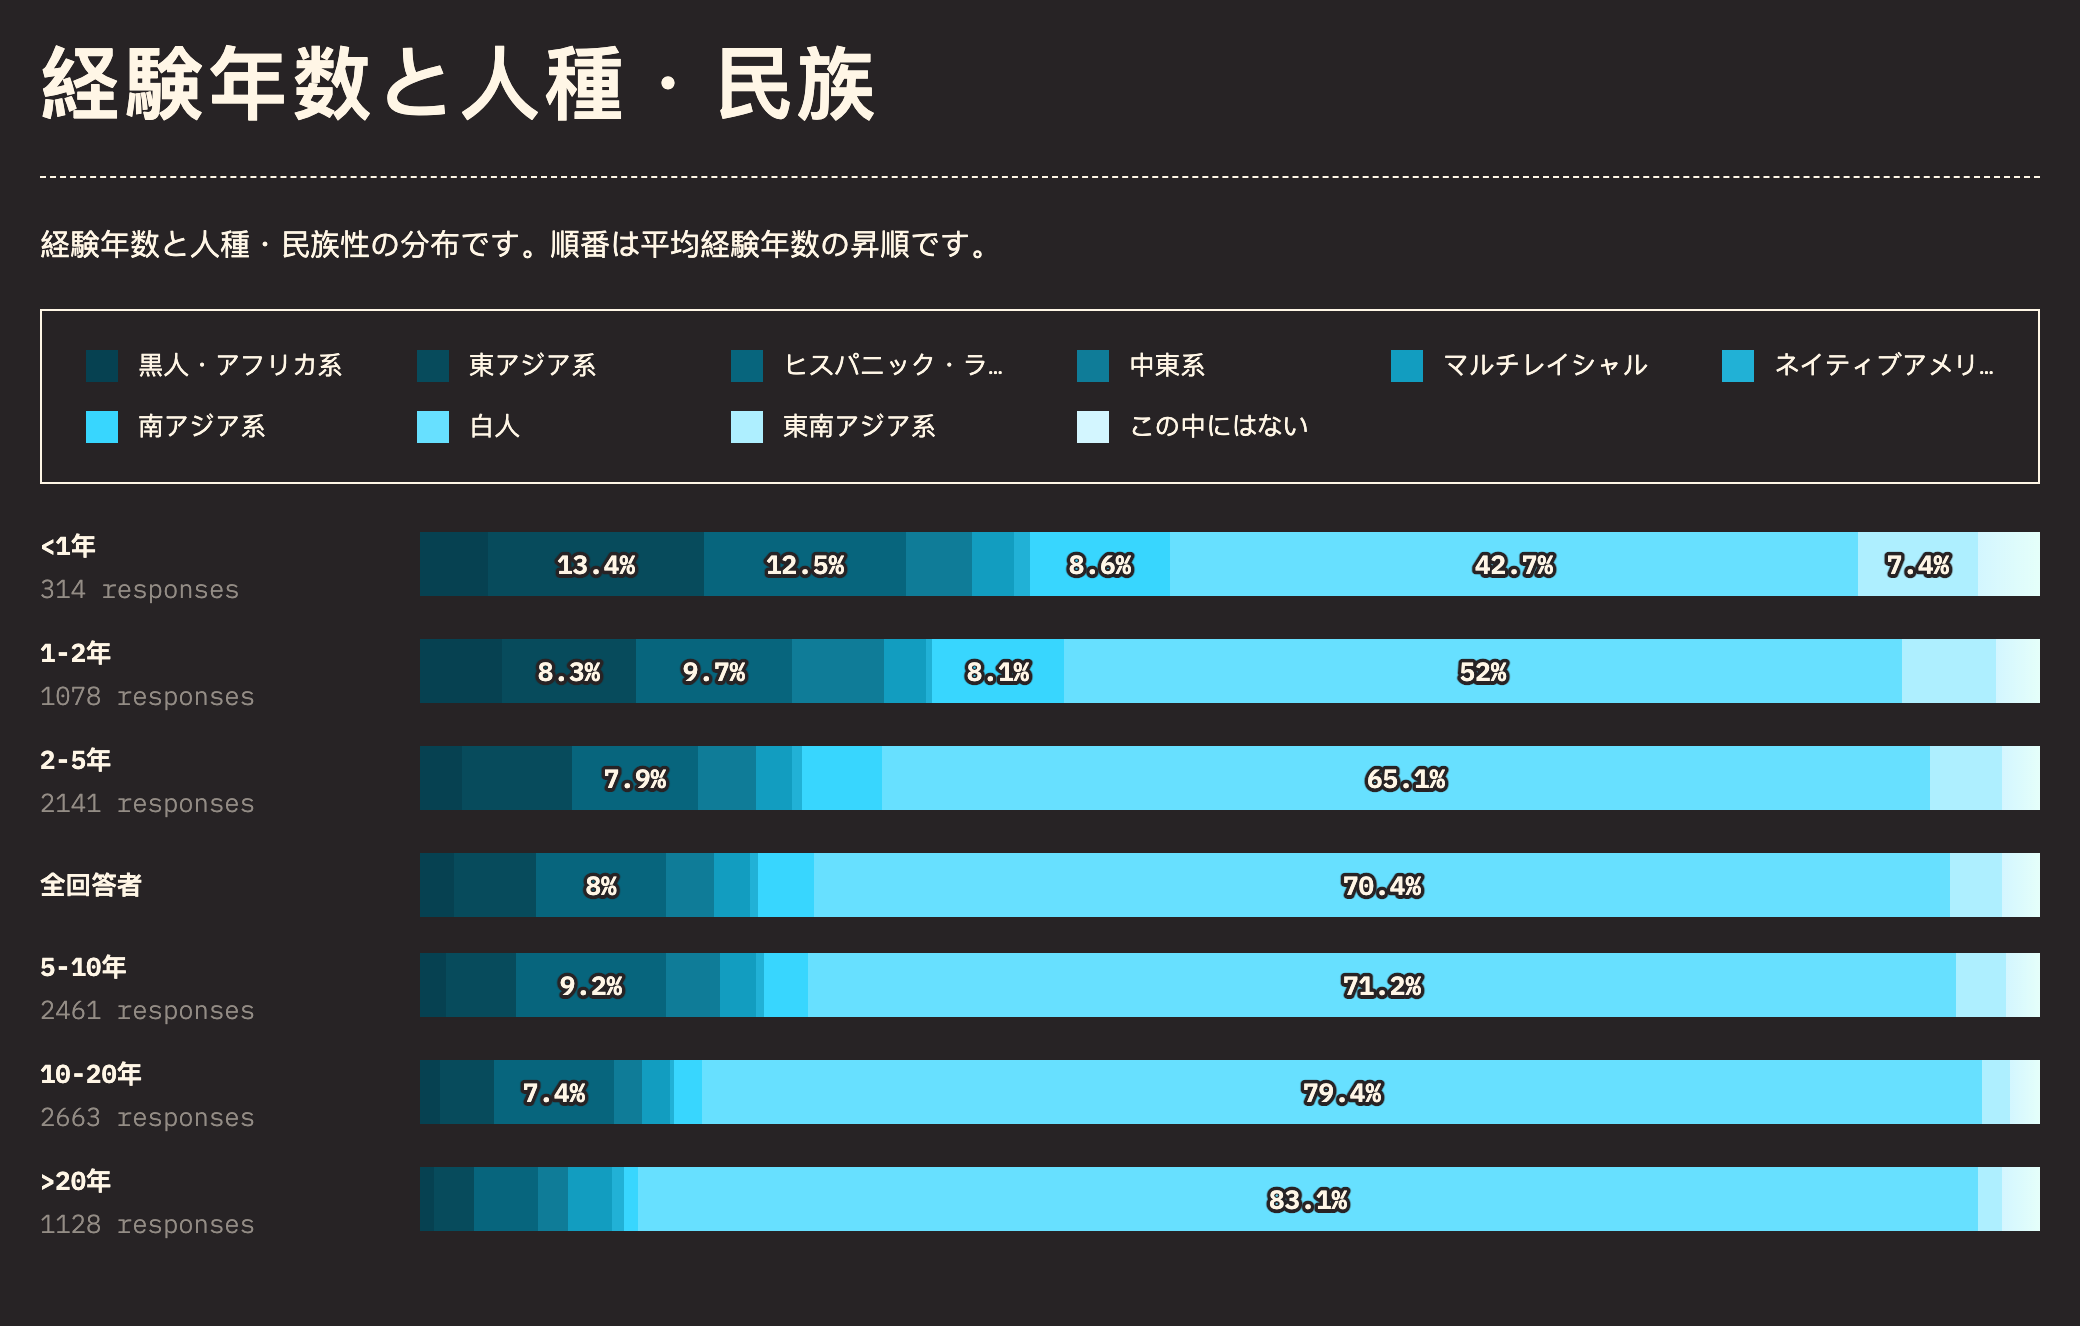 経験年数と人種・民族
経験年数と人種・民族性の分布です。順番は平均経験年数の昇順です。
黒人・アフリカ系 東アジア系 ヒスパニック・ラ… 中東系 マルチレイシャル ネイティブアメリ…
南アジア系 白人 東南アジア系 この中にはない
<1年
13.4% 12.5% 8.6% 42.7% 7.4%
314 responses
1-2年
8.3% 9.7% 8.1% 52%
1078 responses
2-5年
7.9% 65.1%
2141 responses
全回答者 8% 70.4%
5-10年
9.2% 71.2%
2461 responses
10-20年
7.4% 79.4%
2663 responses
>20年
83.1%
1128 responses